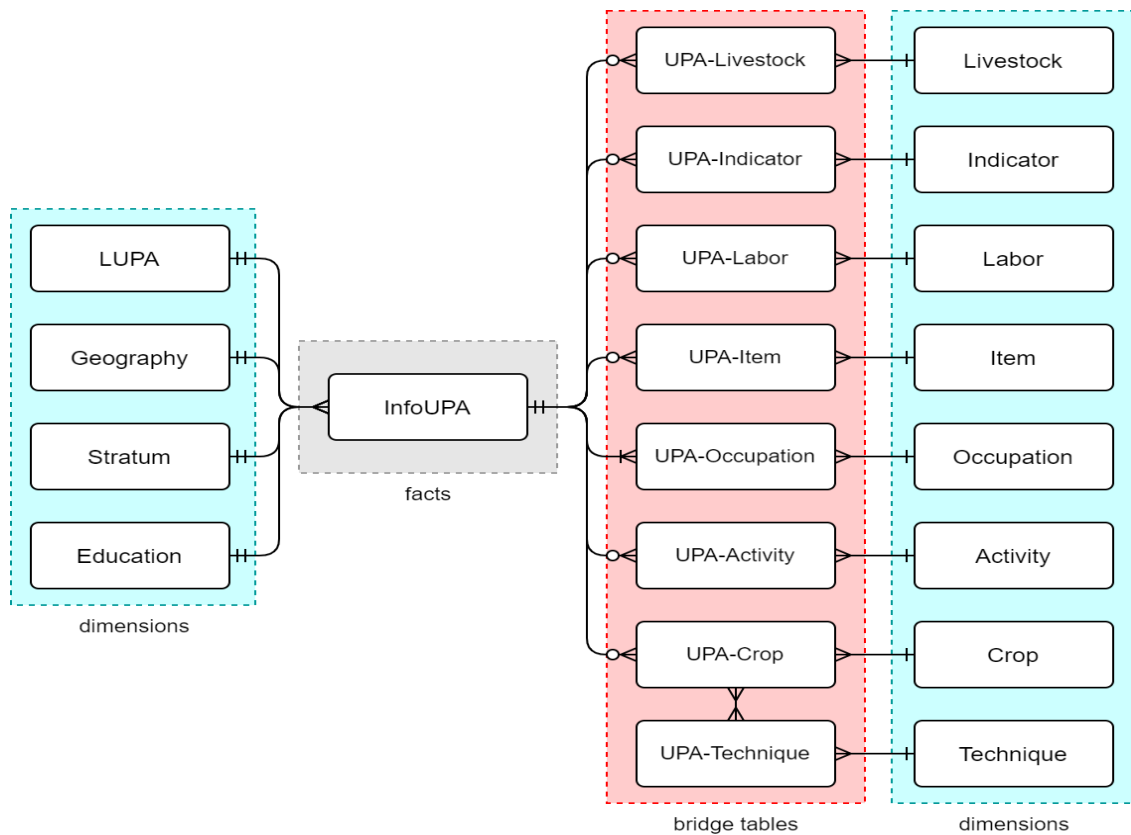 UPA-Livestock
Livestock
UPA-Indicator
Indicator
LUPA
UPA-Labor
Labor
Geography
UPA-Item
Item
InfoUPA
Stratum
UPA-Occupation
Occupation
facts
Education
UPA-Activity
Activity
dimensions
UPA-Crop
Crop
UPA-Technique
Technique
bridge tables
dimensions